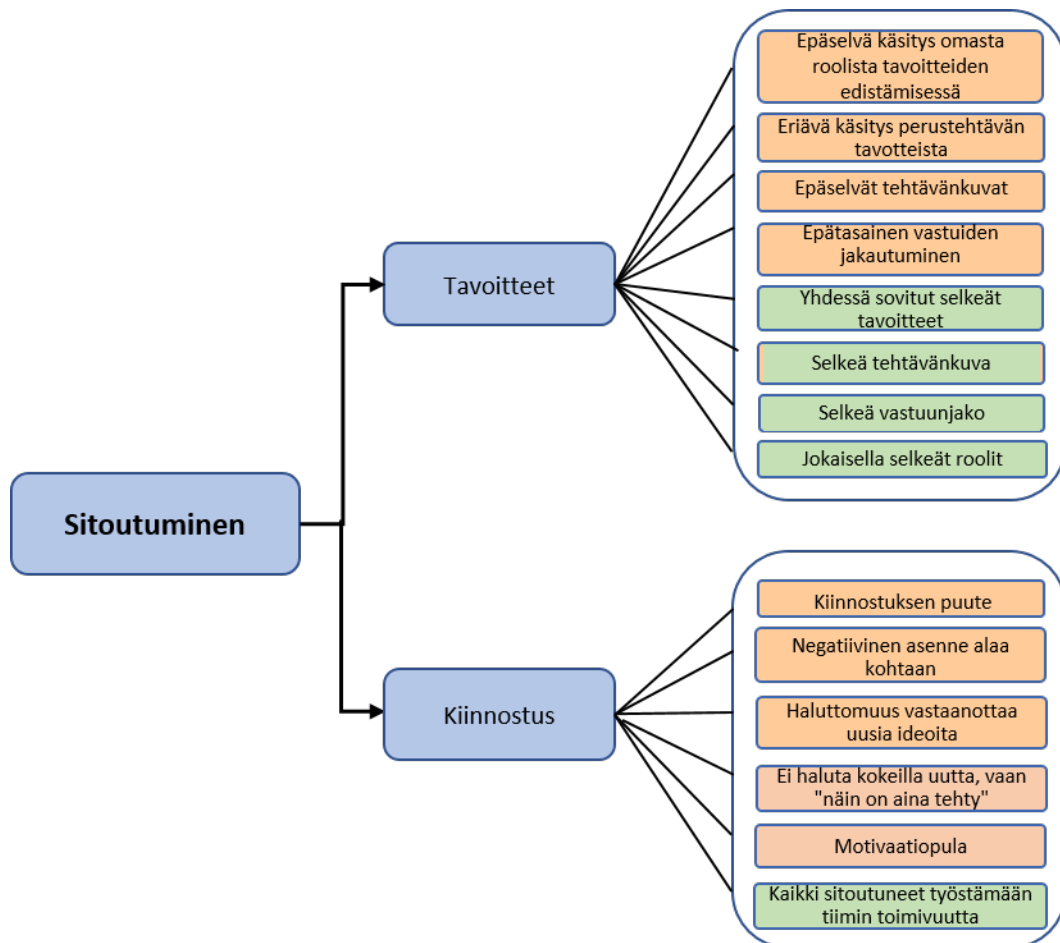 Epäselvä käsitys omasta
roolista tavoitteiden
edistämisessä
Eriävä käsitys perustehtävän
tavotteista
Epäselvät tehtävänkuvat
Epätasainen vastuiden
jakautuminen
Tavoitteet
Yhdessä sovitut selkeät
tavoitteet
Selkeä tehtävänkuva
Selkeä vastuunjako
Jokaisella selkeät roolit
Sitoutuminen
Kiinnostuksen puute
Negatiivinen asenne alaa
kohtaan
Kiinnostus
Haluttomuus vastaanottaa
uusia ideoita
Ei haluta kokeilla uutta, vaan
"näin on aina tehty"
Motivaatiopula
Kaikki sitoutuneet työstämään
tiimin toimivuutta